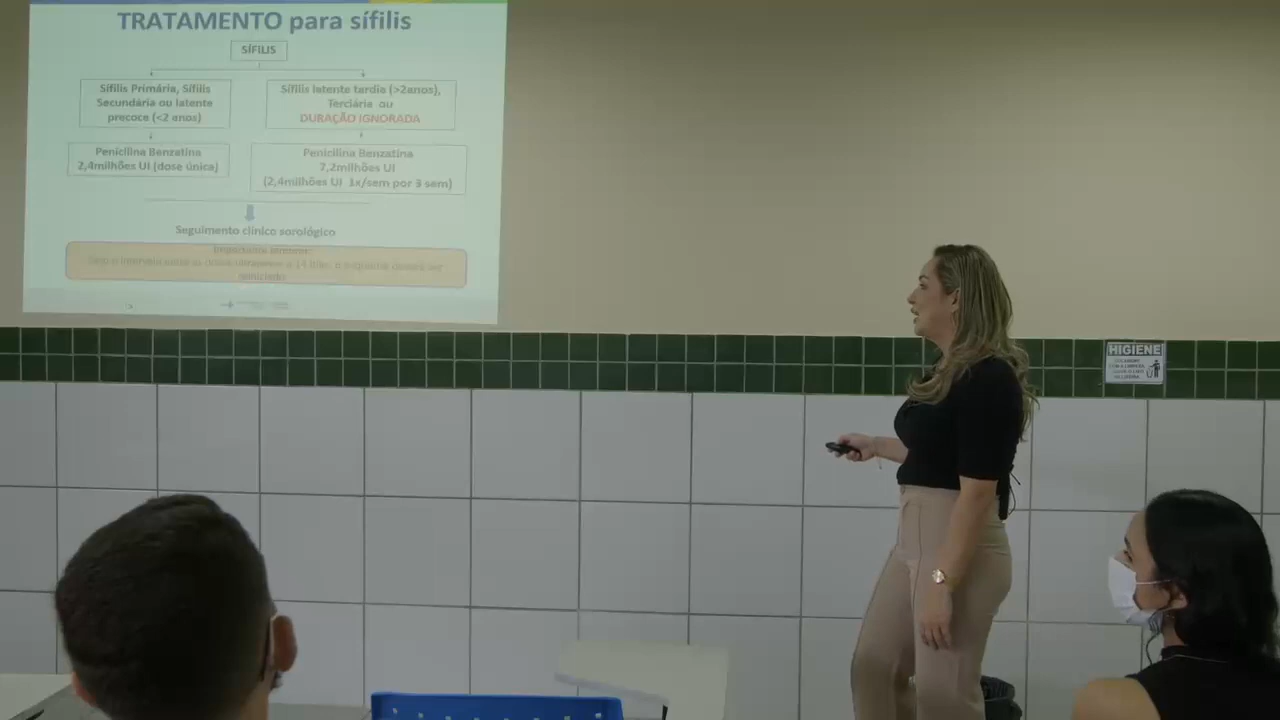 TRATAMENTO para sífilis
SÍFILIS
Sífilis Primária, Sífilis
Secundária ou latente
precoce (<2 anos)
Sífilis latente tardia (>2anos),
Terciária ou
DURAÇÃO IGNORADA
Penicilina Benzatina
2,4milhões UI (dose única)
Penicilina Benzatina
7,2milhões UI
(2,4milhões UI 1x/sem por 3 sem)
Seguimento clínico sorológico
HIGIENE